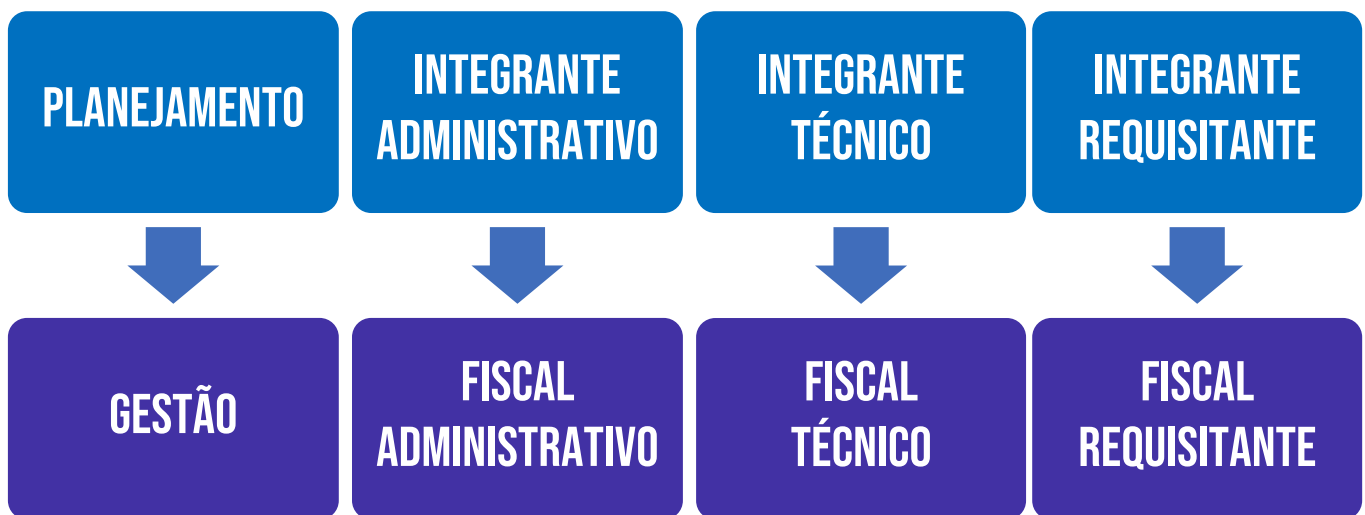 PLANEJAMENTO
INTEGRANTE
ADMINISTRATIVO
INTEGRANTE
TÉCNICO
INTEGRANTE
REQUISITANTE
GESTÃO
FISCAL
ADMINISTRATIVO
FISCAL
TÉCNICO
FISCAL
REQUISITANTE